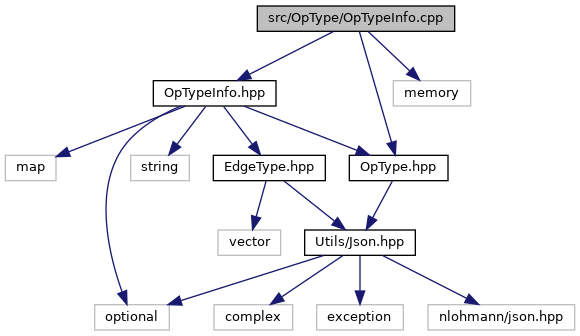 src/OpType/OpTypeInfo.cpp
OpTypeInfo.hpp
memory
map
string
EdgeType.hpp
OpType.hpp
vector
Utils/Json.hpp
optional
complex
exception
nlohmann/json.hpp